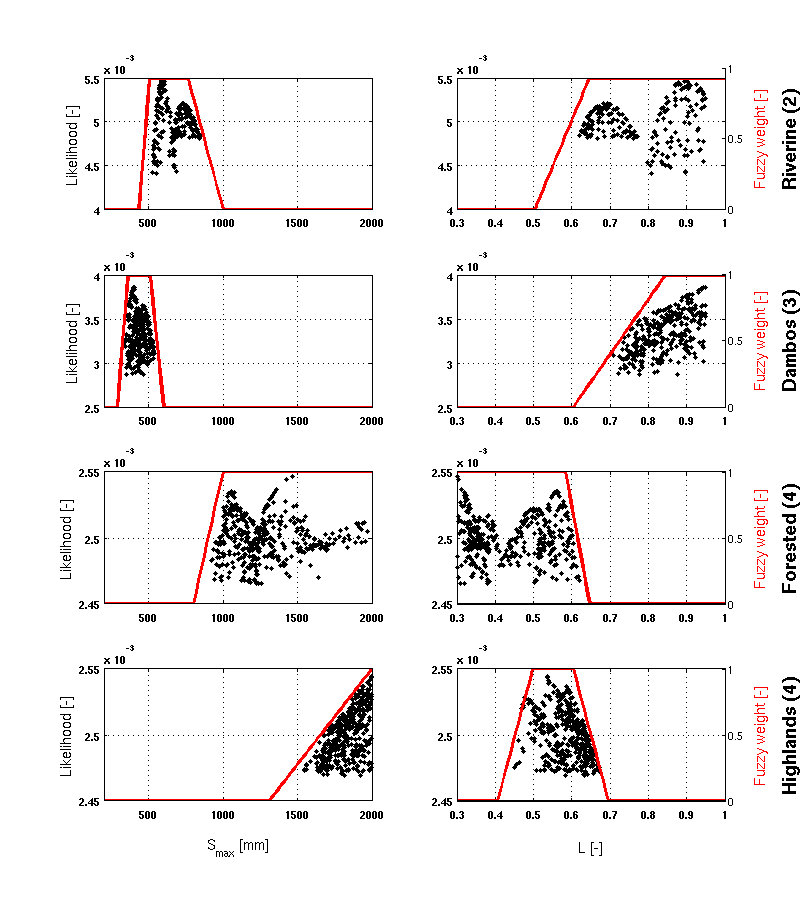 x 10 -3
x 10 -3
5.5
5
4.5
4
Likelihood [-]
500 1000 1500 2000
5.5
5
4.5
4
0.3 0.4 0.5 0.6 0.7 0.8 0.9 1
1
0.5
0
Fuzzy weight [-]
Riverine (2)
x 10 -3
x 10 -3
4
3.5
3
2.5
Likelihood [-]
500 1000 1500 2000
4
3.5
3
2.5
0.3 0.4 0.5 0.6 0.7 0.8 0.9 1
1
0.5
0
Fuzzy weight [-]
Dambos (3)
x 10 -3
x 10 -3
2.55
2.5
2.45
Likelihood [-]
500 1000 1500 2000
2.55
2.5
2.45
0.3 0.4 0.5 0.6 0.7 0.8 0.9 1
1
0.5
0
Fuzzy weight [-]
Forested (4)
x 10 -3
x 10 -3
2.55
2.5
2.45
Likelihood [-]
500 1000 1500 2000
2.55
2.5
2.45
0.3 0.4 0.5 0.6 0.7 0.8 0.9 1
1
0.5
0
Fuzzy weight [-]
Highlands (4)
Smax [mm]
L [-]